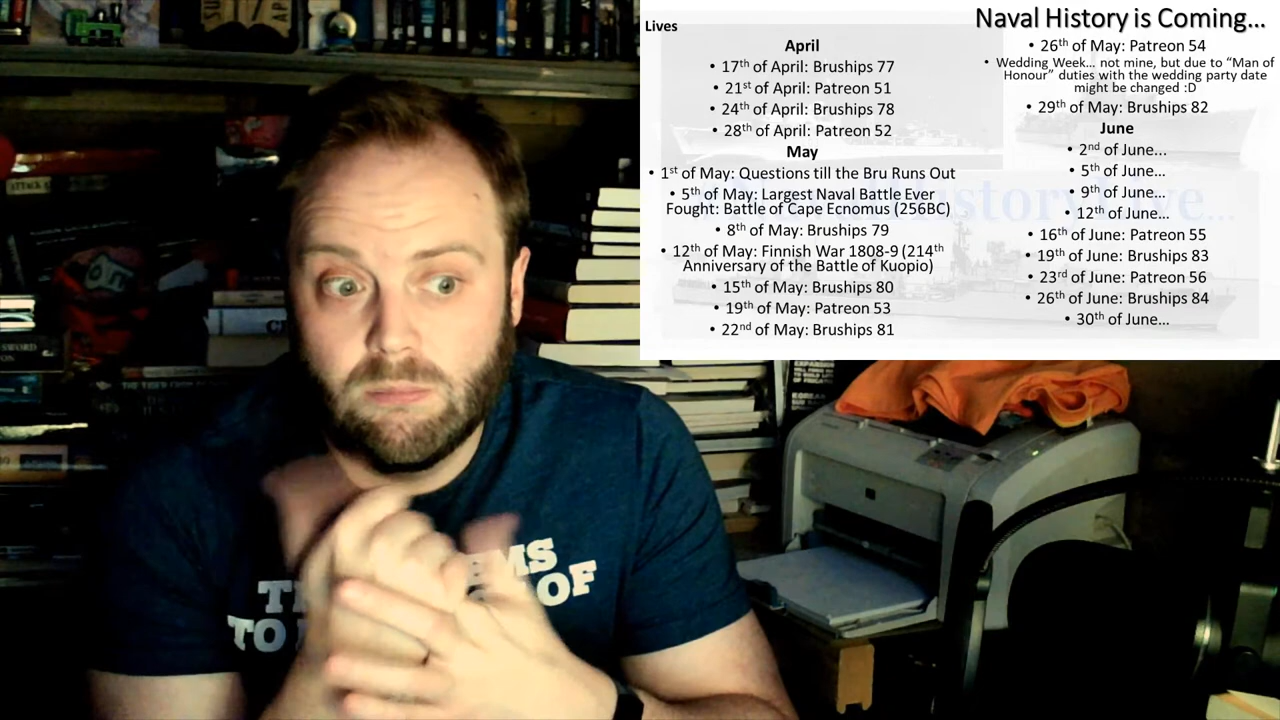 Lives
April
• 17th of April: Bruships 77
• 21st of April: Patreon 51
• 24th of April: Bruships 78
• 28th of April: Patreon 52
May
• 1st of May: Questions till the Bru Runs Out
• 5th of May: Largest Naval Battle Ever
Fought: Battle of Cape Ecnomus (256BC)
• 8th of May: Bruships 79
• 12th of May: Finnish War 1808-9 (214th
Anniversary of the Battle of Kuopio)
• 15th of May: Bruships 80
• 19th of May: Patreon 53
• 22nd of May: Bruships 81
Naval History is Coming...
• 26th of May: Patreon 54
• Wedding Week... not mine, but due to “Man of
Honour” duties with the wedding party date
might be changed :D
• 29th of May: Bruships 82
June
• 2nd of June...
• 5th of June...
• 9th of June...
• 12th of June...
• 16th of June: Patreon 55
• 19th of June: Bruships 83
• 23rd of June: Patreon 56
• 26th of June: Bruships 84
• 30th of June...
ATTACK
SWORD
EMS
OF
TO